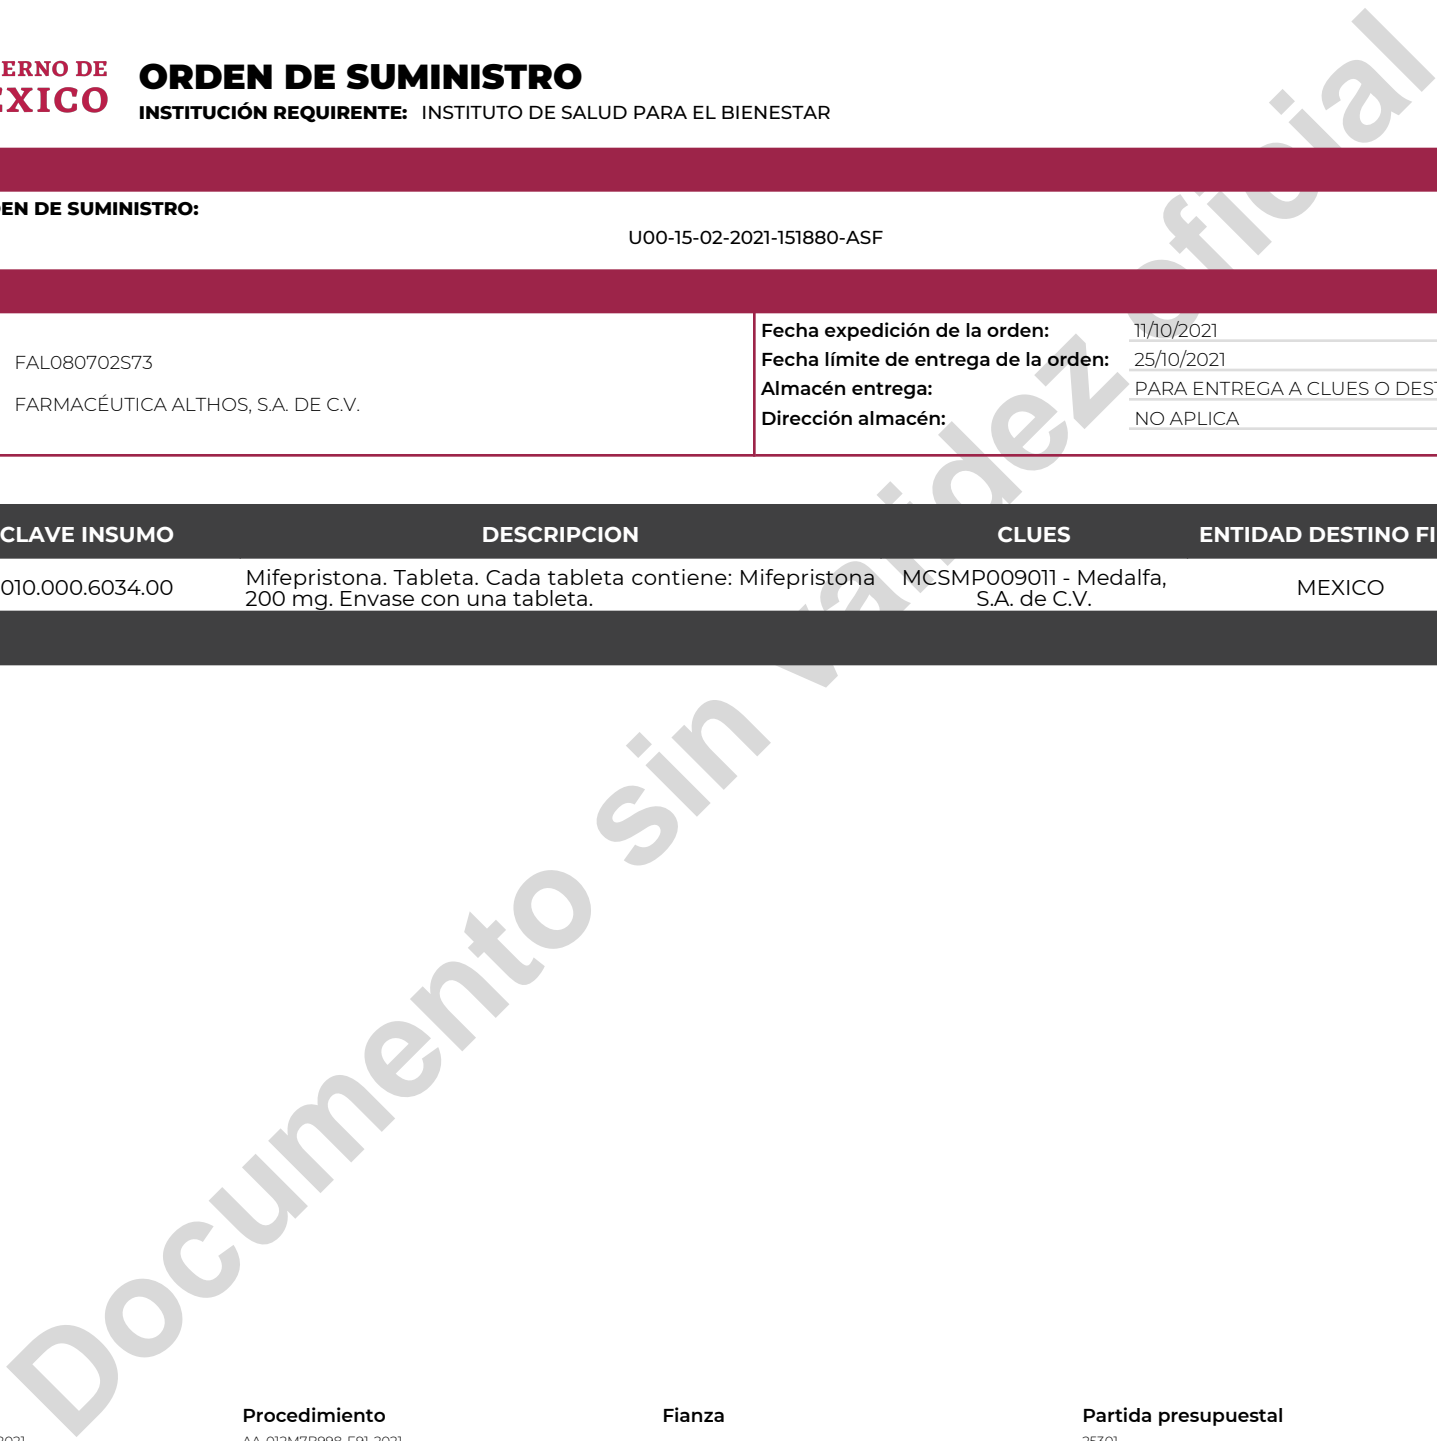 ERNO DE
ORDEN DE SUMINISTRO
XICO
INSTITUCIÓN REQUIRENTE: INSTITUTO DE SALUD PARA EL BIENESTAR
EN DE SUMINISTRO:
U00-15-02-2021-151880-ASF
Fecha expedición de la orden: 11/10/2021
FAL080702S73
Fecha límite de entrega de la orden: 25/10/2021
Almacén entrega: PARA ENTREGA A CLUES O DEST
FARMACÉUTICA ALTHOS, S.A. DE C.V.
Dirección almacén: NO APLICA
CLAVE INSUMO DESCRIPCION CLUES ENTIDAD DESTINO FI
010.000.6034.00
Mifepristona. Tableta. Cada tableta contiene: Mifepristona
200 mg. Envase con una tableta.
MCSMP009011 - Medalfa,
S.A. de C.V.
MEXICO
Documento sin validez oficial
Procedimiento Fianza Partida presupuestal